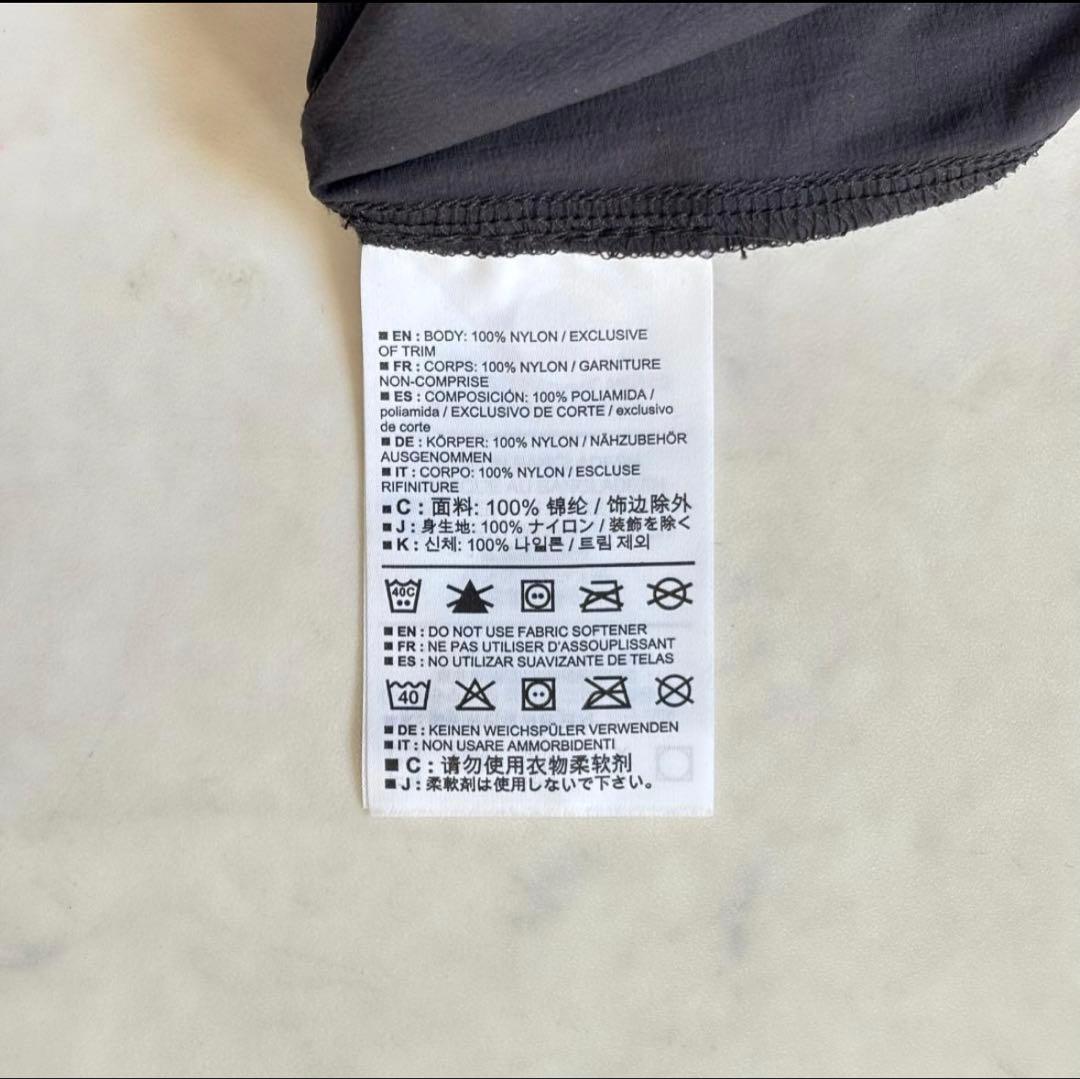 ■ EN : BODY: 100% NYLON / EXCLUSIVE
OF TRIM
■ FR : CORPS: 100% NYLON / GARNITURE
NON-COMPRISE
■ ES : COMPOSICIÓN: 100% POLIAMIDA /
poliamida / EXCLUSIVO DE CORTE / exclusivo
de corte
■ DE : KÖRPER: 100% NYLON / NÄHZUBEHÖR
AUSGENOMMEN
■ IT : CORPO: 100% NYLON / ESCLUSE
RIFINITURE
■ C : 面料: 100% 锦纶 / 饰边除外
■ J : 身生地: 100% ナイロン / 装飾を除く
■ K : 신체: 100% 나일론 / 트림 제외
40C
■ EN : DO NOT USE FABRIC SOFTENER
■ FR : NE PAS UTILISER D'ASSOUPLISSANT
■ ES : NO UTILIZAR SUAVIZANTE DE TELAS
40
■ DE : KEINEN WEICHSPÜLER VERWENDEN
■ IT : NON USARE AMMORBIDENTI
■ C : 请勿使用衣物柔软剂
■ J : 柔軟剤は使用しないで下さい。